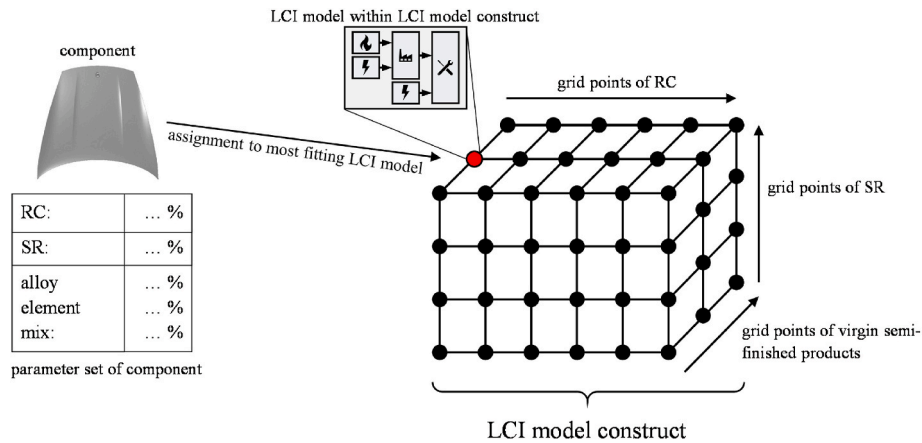 LCI model within LCI model construct
component
grid points of RC
assignment to most fitting LCI model
grid points of SR
RC: ... %
SR: ... %
alloy ... %
element ... %
mix: ... %
grid points of virgin semi-
finished products
parameter set of component
LCI model construct